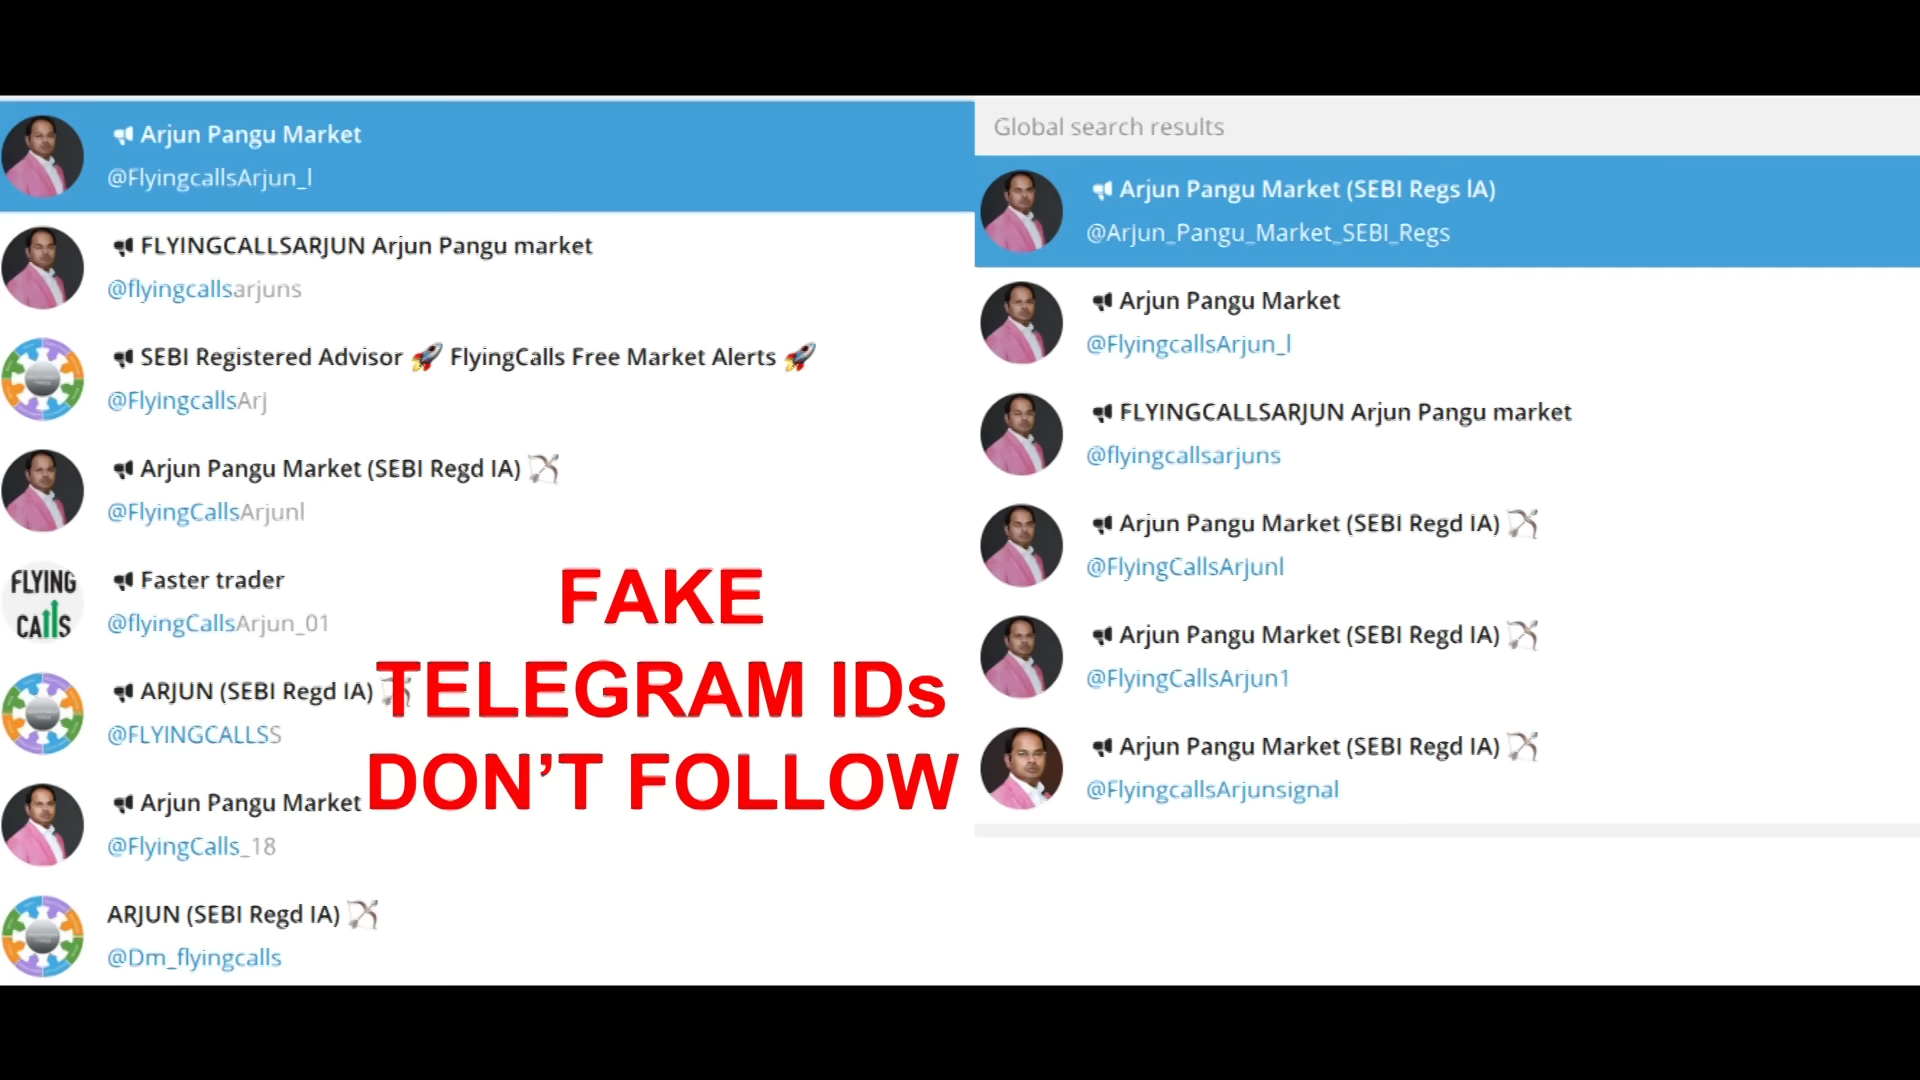 Arjun Pangu Market
@FlyingcallsArjun_l
FLYINGCALLSARJUN Arjun Pangu market
@flyingcallsarjuns
SEBI Registered Advisor 🚀 FlyingCalls Free Market Alerts 🚀
@FlyingcallsArj
Arjun Pangu Market (SEBI Regd IA) 🏹
@FlyingCallsArjunl
FLYING
CAllS
Faster trader
@flyingCallsArjun_01
ARJUN (SEBI Regd IA) 🏹
@FLYINGCALLSS
Arjun Pangu Market
@FlyingCalls_18
ARJUN (SEBI Regd IA) 🏹
@Dm_flyingcalls
FAKE
TELEGRAM IDs
DON’T FOLLOW
Global search results
Arjun Pangu Market (SEBI Regs lA)
@Arjun_Pangu_Market_SEBI_Regs
Arjun Pangu Market
@FlyingcallsArjun_l
FLYINGCALLSARJUN Arjun Pangu market
@flyingcallsarjuns
Arjun Pangu Market (SEBI Regd IA) 🏹
@FlyingCallsArjunl
Arjun Pangu Market (SEBI Regd IA) 🏹
@FlyingCallsArjun1
Arjun Pangu Market (SEBI Regd IA) 🏹
@FlyingcallsArjunsignal